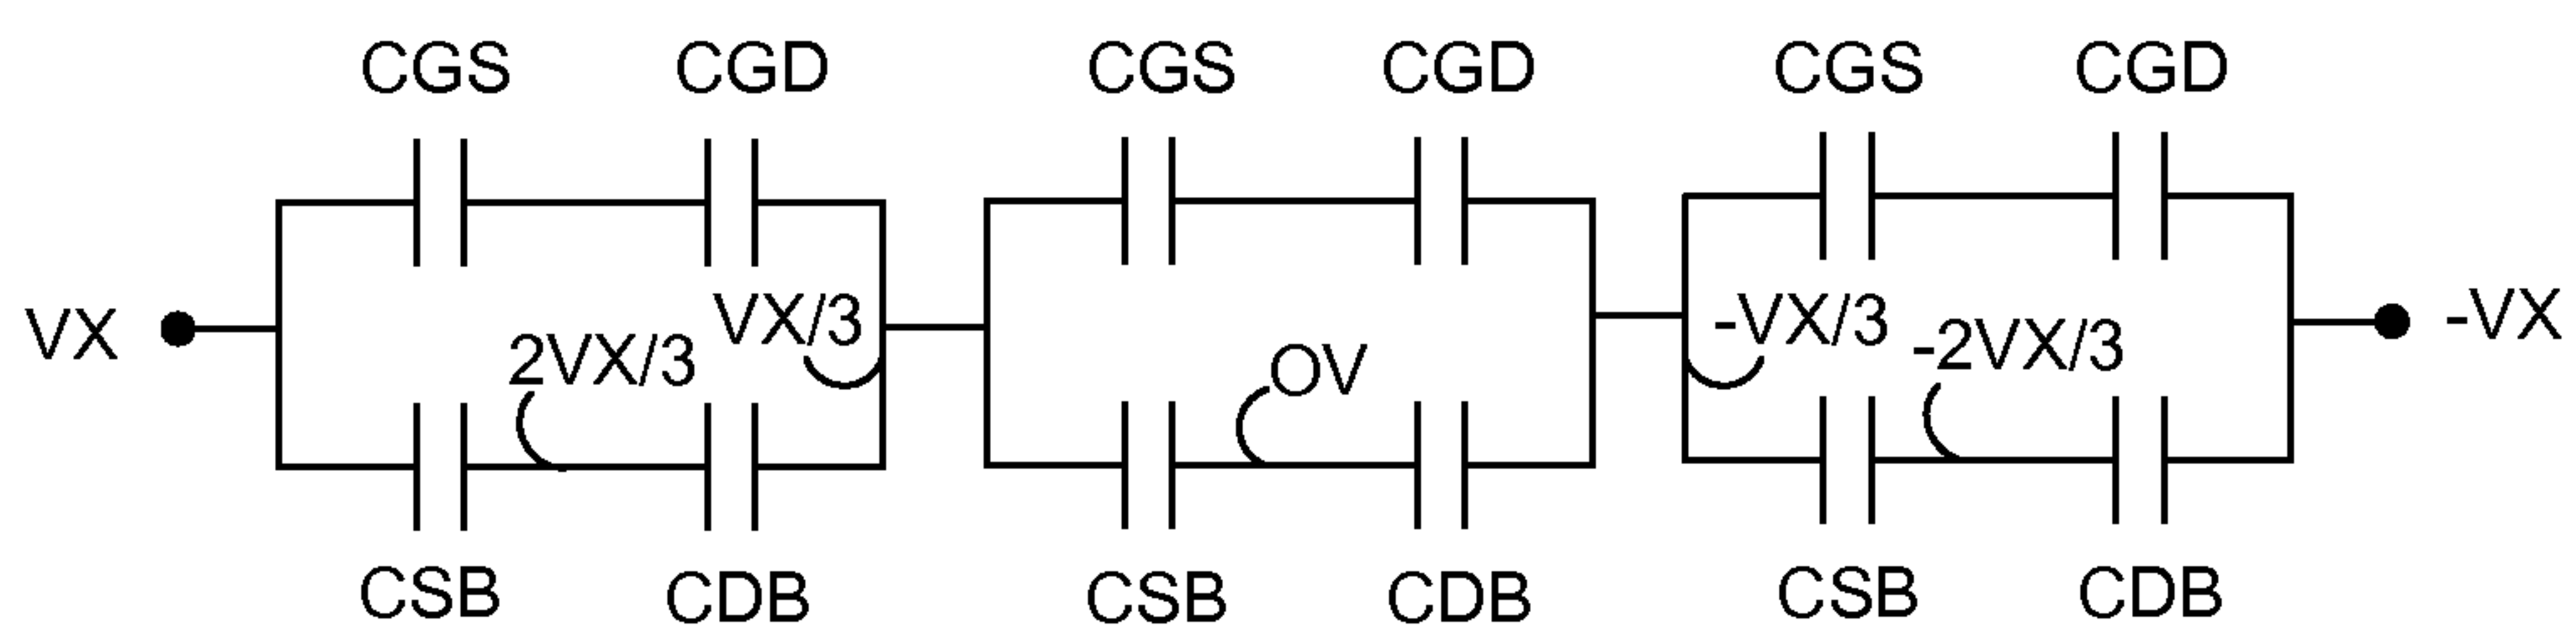 CGS CGD CGS CGD CGS CGD
VX 2VX/3 VX/3 OV -VX/3 -2VX/3 -VX
CSB CDB CSB CDB CSB CDB